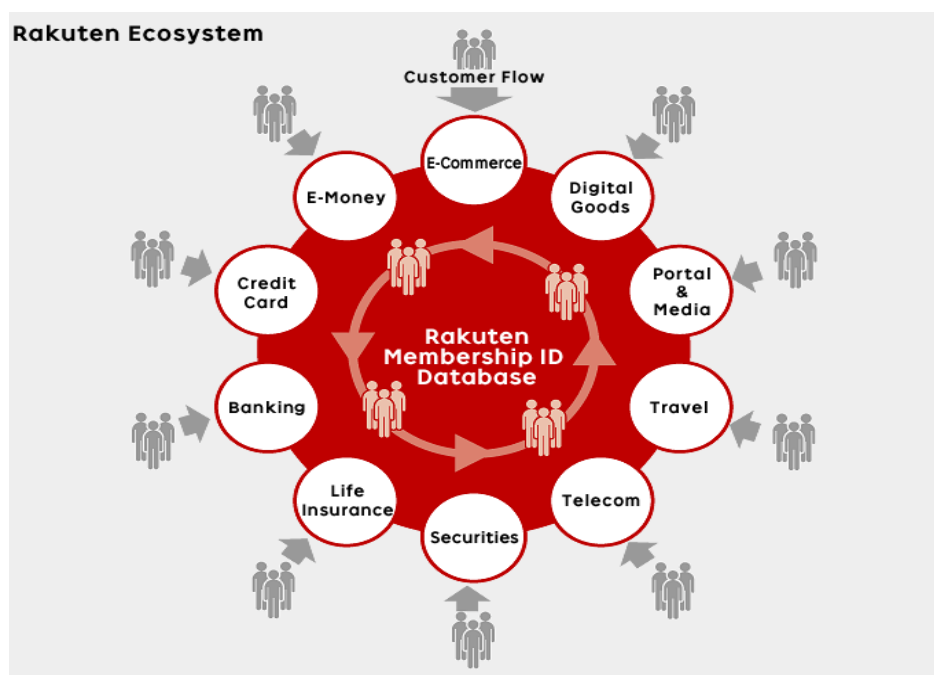 Rakuten Ecosystem
Customer Flow
E-Commerce
Digital
Goods
Portal
&
Media
Travel
Telecom
Securities
Life
Insurance
Banking
Credit
Card
E-Money
Rakuten
Membership ID
Database